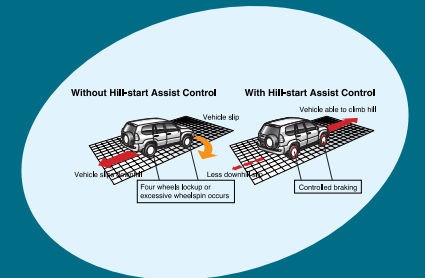 Without Hill-start Assist Control
With Hill-start Assist Control
Vehicle slip
Vehicle able to climb hill
Vehicle slips downhill
Less downhill slip
Four wheels lockup or
excessive wheelspin occurs
Controlled braking